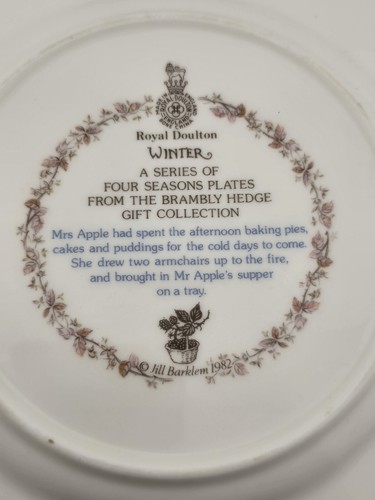 Royal Doulton
WINTER
A SERIES OF
FOUR SEASONS PLATES
FROM THE BRAMBLY HEDGE
GIFT COLLECTION
Mrs Apple had spent the afternoon baking pies,
cakes and puddings for the cold days to come.
She drew two armchairs up to the fire,
and brought in Mr Apple's supper
on a tray.
© Jill Barklem 1982